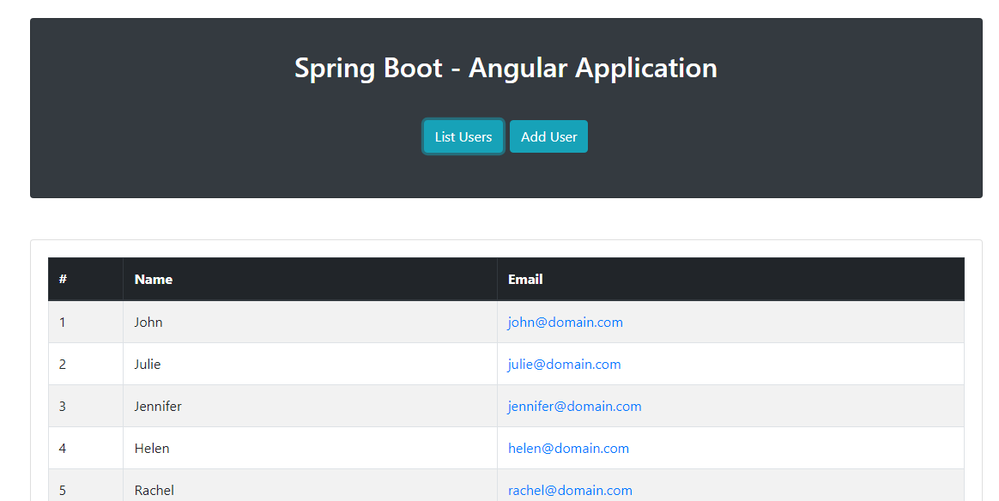 Spring Boot - Angular Application
List Users Add User
# Name Email
1 John john@domain.com
2 Julie julie@domain.com
3 Jennifer jennifer@domain.com
4 Helen helen@domain.com
5 Rachel rachel@domain.com